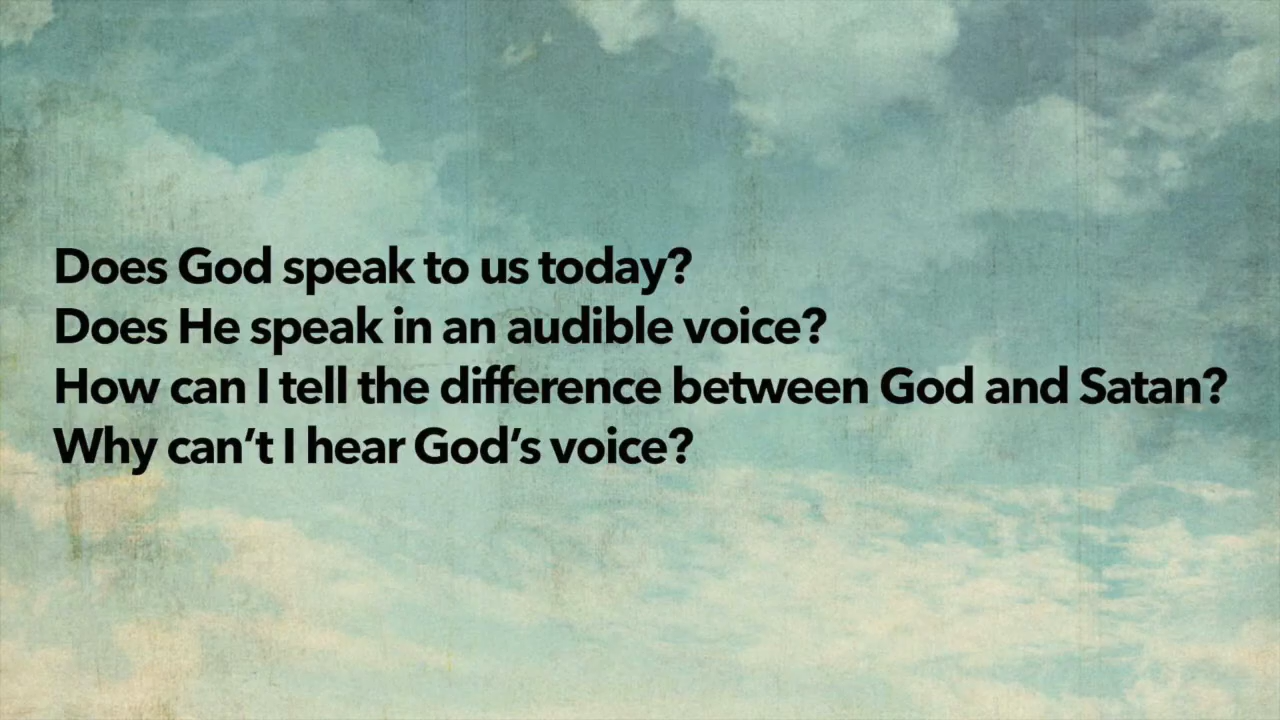 Does God speak to us today?
Does He speak in an audible voice?
How can I tell the difference between God and Satan?
Why can’t I hear God’s voice?